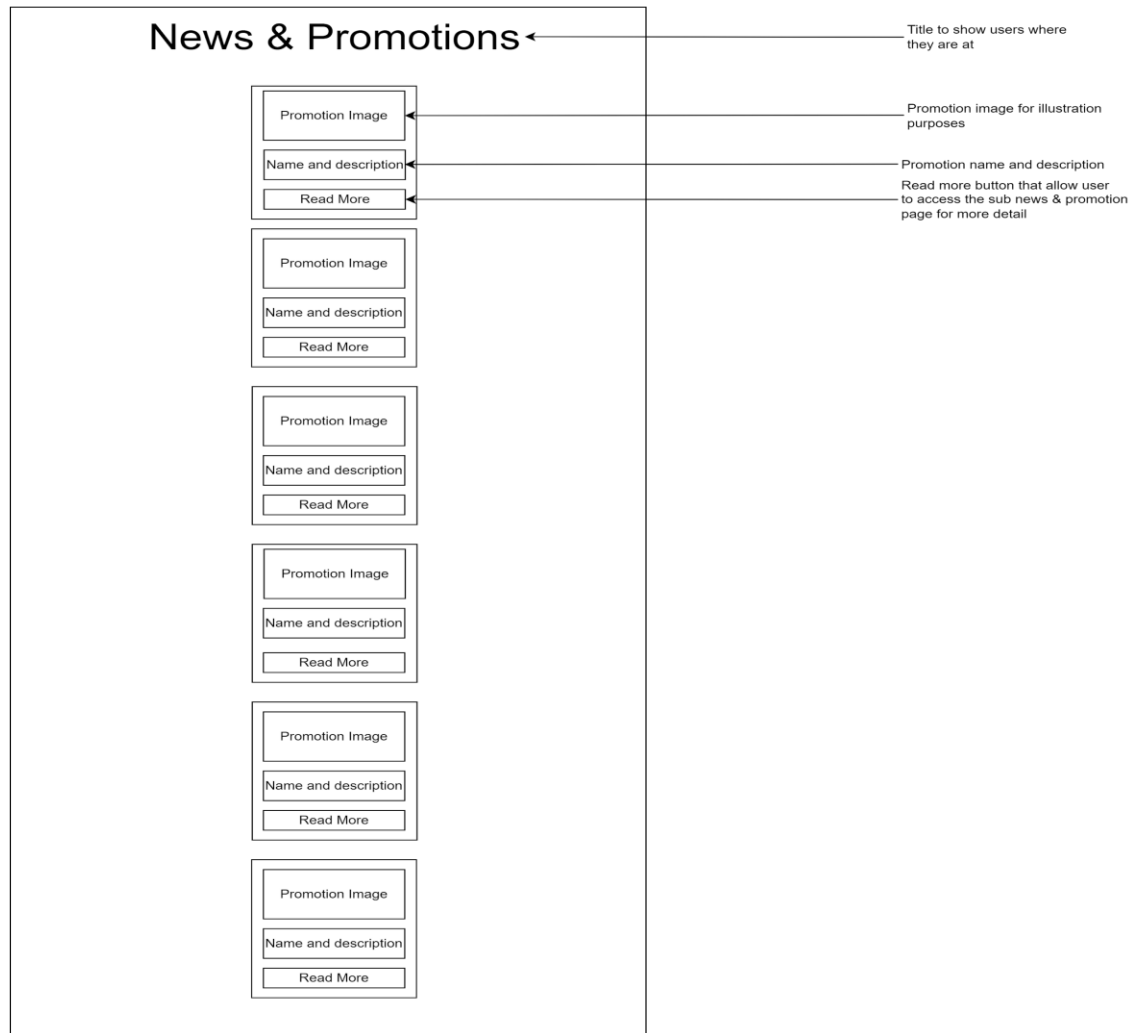 News & Promotions
Title to show users where
they are at
Promotion Image
Promotion image for illustration
purposes
Name and description
Promotion name and description
Read More
Read more button that allow user
to access the sub news & promotion
page for more detail
Promotion Image
Name and description
Read More
Promotion Image
Name and description
Read More
Promotion Image
Name and description
Read More
Promotion Image
Name and description
Read More
Promotion Image
Name and description
Read More